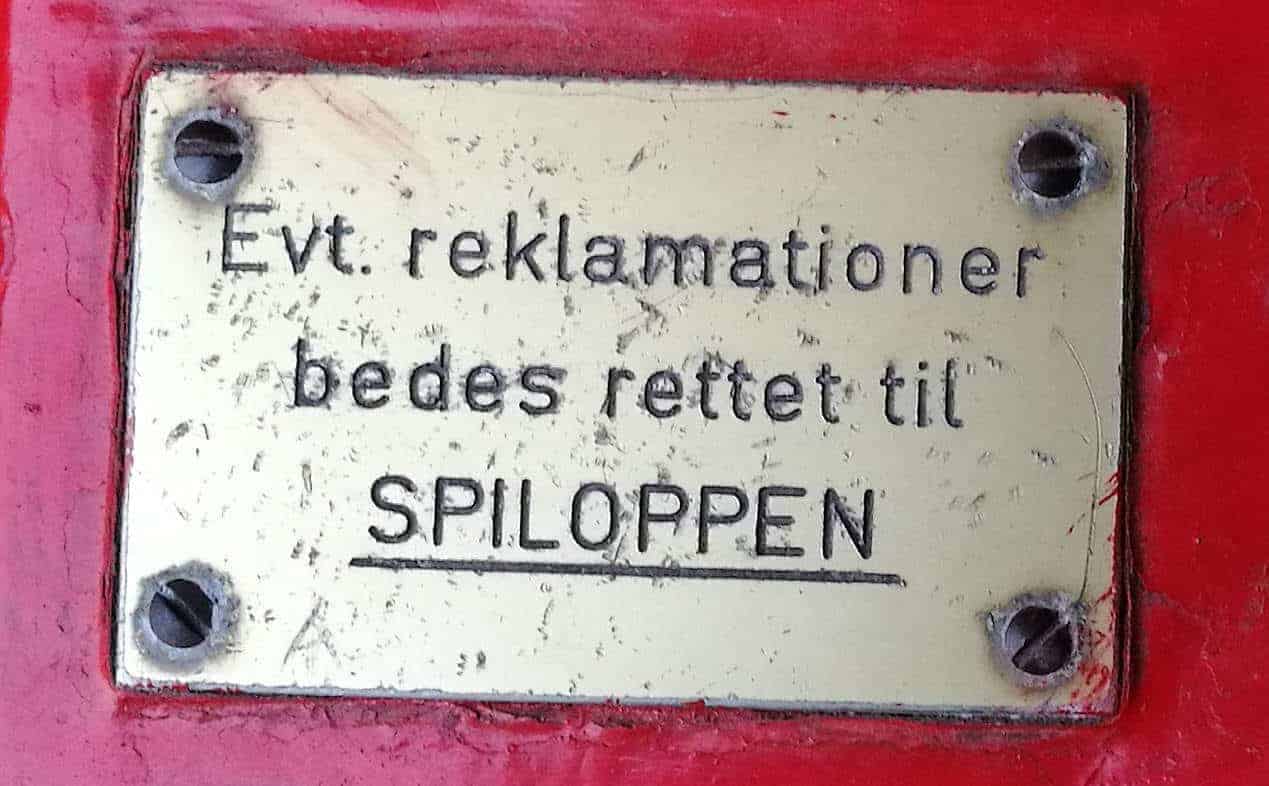 Evt. reklamationer
bedes rettet til
SPILOPPEN